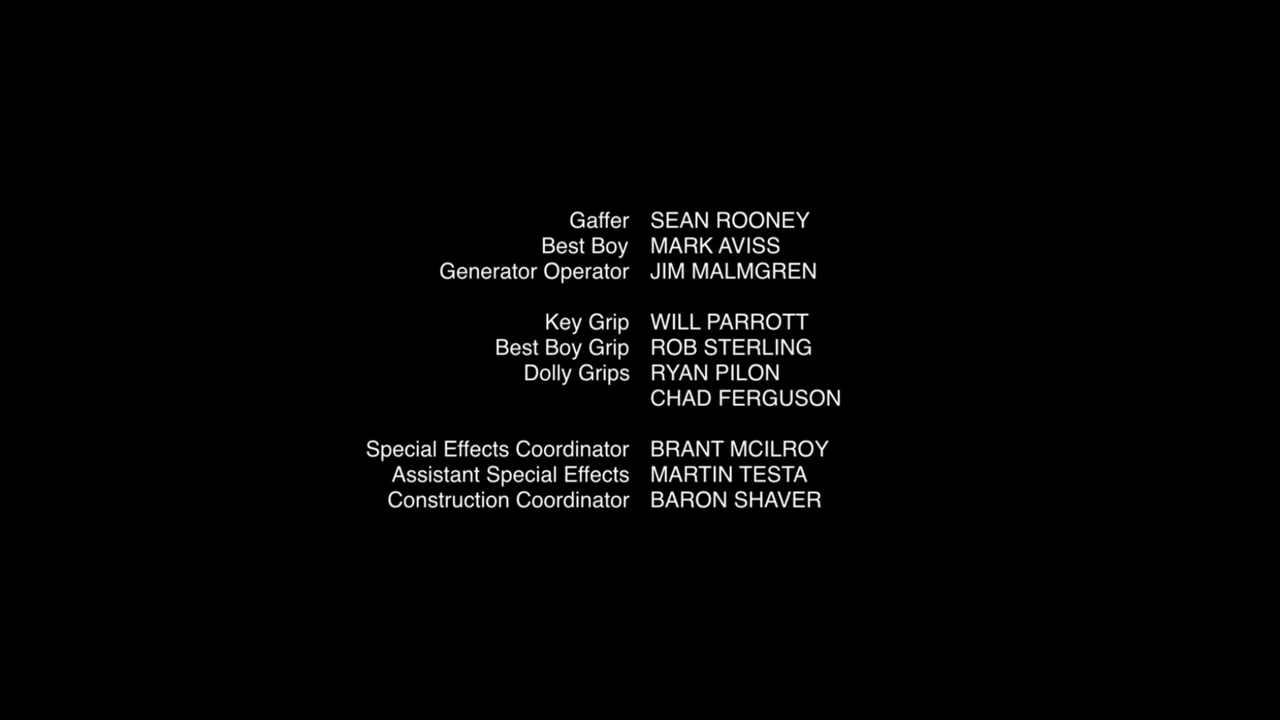 Gaffer SEAN ROONEY
Best Boy MARK AVISS
Generator Operator JIM MALMGREN
Key Grip WILL PARROTT
Best Boy Grip ROB STERLING
Dolly Grips RYAN PILON
CHAD FERGUSON
Special Effects Coordinator BRANT MCILROY
Assistant Special Effects MARTIN TESTA
Construction Coordinator BARON SHAVER